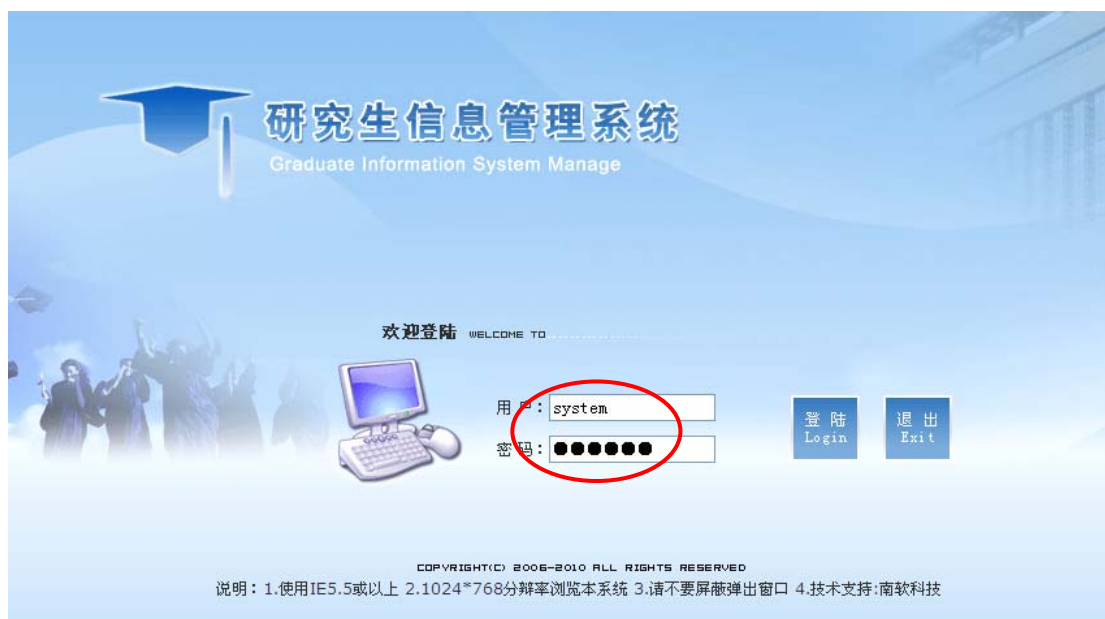 研究生信息管理系统
Graduate Information System Manage
欢迎登陆 WELCOME TO................
用户：system
密码：●●●●●●
登陆
Login
退出
Exit
COPYRIGHT(C) 2006-2010 ALL RIGHTS RESERVED
说明：1.使用IE5.5或以上 2.1024*768分辩率浏览本系统 3.请不要屏蔽弹出窗口 4.技术支持:南软科技